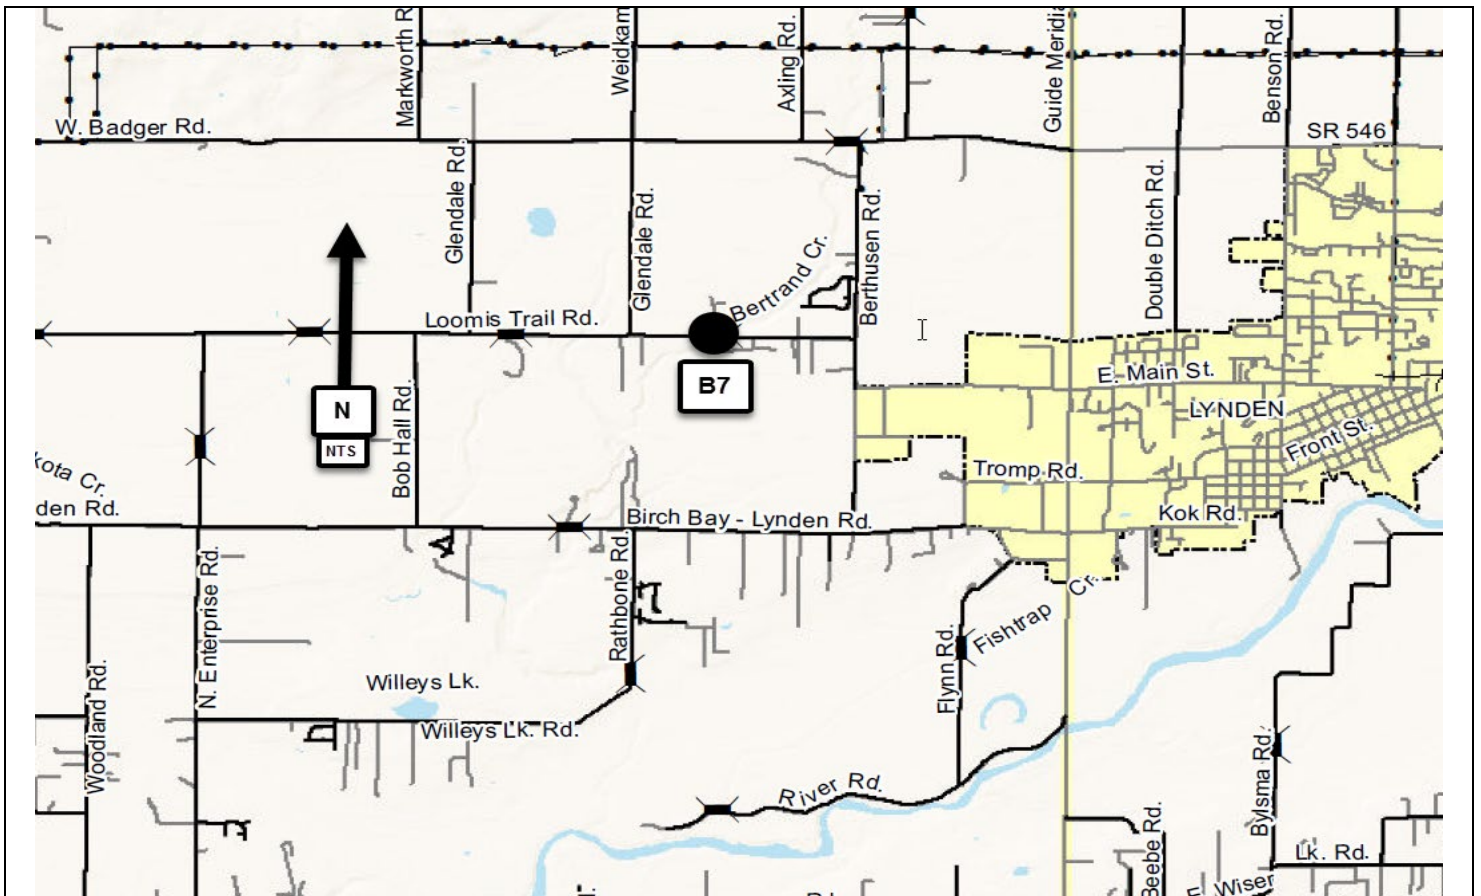 Markworth R
Weidkam
Axling Rd.
Guide Meridia
Benson Rd.
W. Badger Rd.
SR 546
Glendale Rd.
Glendale Rd.
Bertrand Cr.
Berthusen Rd.
Double Ditch Rd.
Loomis Trail Rd.
B7
E. Main St.
N
NTS
Bob Hall Rd.
LYNDEN
Front St.
kota Cr.
Tromp Rd.
den Rd.
Birch Bay - Lynden Rd.
Kok Rd.
N. Enterprise Rd.
Rathbone Rd.
Fishtrap Cr.
Flynn Rd.
Woodland Rd.
Willeys Lk.
Willeys Lk. Rd.
River Rd.
Bylsma Rd.
Beebe Rd.
Lk. Rd.
E. Wiser